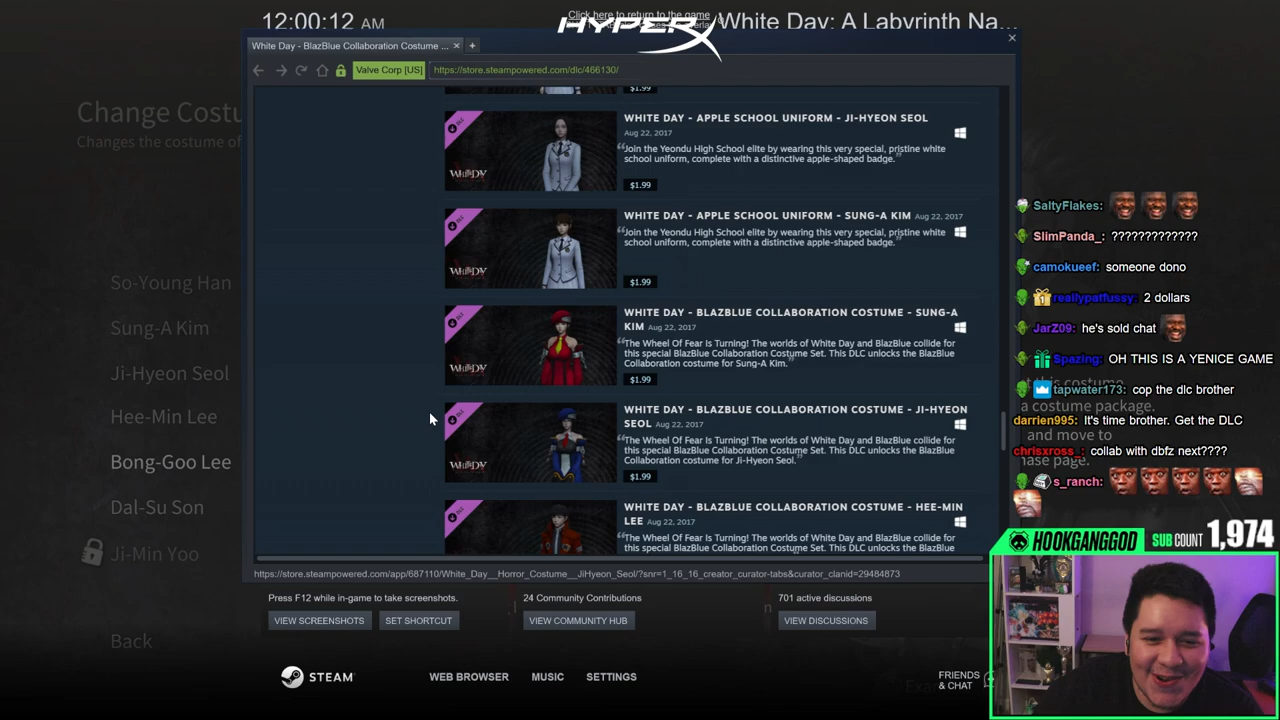 12:00:12 AM
Click here to return to the game
HYPERX
White Day: A Labyrinth Na...
White Day - BlazBlue Collaboration Costume ...
Valve Corp [US]
https://store.steampowered.com/dlc/466130/
Change Costu
Changes the costume of
$1.99
WHITE DAY - APPLE SCHOOL UNIFORM - JI-HYEON SEOL
Aug 22, 2017
Join the Yeondu High School elite by wearing this very special, pristine white
school uniform, complete with a distinctive apple-shaped badge.
$1.99
WHITE DAY - APPLE SCHOOL UNIFORM - SUNG-A KIM Aug 22, 2017
Join the Yeondu High School elite by wearing this very special, pristine white
school uniform, complete with a distinctive apple-shaped badge.
$1.99
WHITE DAY - BLAZBLUE COLLABORATION COSTUME - SUNG-A
KIM Aug 22, 2017
The Wheel Of Fear Is Turning! The worlds of White Day and BlazBlue collide for
this special BlazBlue Collaboration Costume Set. This DLC unlocks the BlazBlue
Collaboration costume for Sung-A Kim.
$1.99
WHITE DAY - BLAZBLUE COLLABORATION COSTUME - JI-HYEON
SEOL Aug 22, 2017
The Wheel Of Fear Is Turning! The worlds of White Day and BlazBlue collide for
this special BlazBlue Collaboration Costume Set. This DLC unlocks the BlazBlue
Collaboration costume for Ji-Hyeon Seol.
$1.99
WHITE DAY - BLAZBLUE COLLABORATION COSTUME - HEE-MIN
LEE Aug 22, 2017
The Wheel Of Fear Is Turning! The worlds of White Day and BlazBlue collide for
this special BlazBlue Collaboration Costume Set. This DLC unlocks the BlazBlue
https://store.steampowered.com/app/687110/White_Day__Horror_Costume__JiHyeon_Seol/?snr=1_16_16_creator_curator-tabs&curator_clanid=29484873
So-Young Han
Sung-A Kim
Ji-Hyeon Seol
Hee-Min Lee
Bong-Goo Lee
Dal-Su Son
Ji-Min Yoo
Back
SaltyFlakes:
SlimPanda_: ?????????????
camokueef: someone dono
reallypatfussy: 2 dollars
JarZ09: he's sold chat
Spazing: OH THIS IS A YENICE GAME
tapwater173: cop the dlc brother
darrien995: It's time brother. Get the DLC
chrisxross_: collab with dbfz next????
s_ranch:
this costume
a costume package.
and move to
hase page.
HOOKGANGGOD SUB COUNT 1,974
Press F12 while in-game to take screenshots.
VIEW SCREENSHOTS SET SHORTCUT
24 Community Contributions
VIEW COMMUNITY HUB
701 active discussions
VIEW DISCUSSIONS
STEAM
WEB BROWSER MUSIC SETTINGS
FRIENDS
& CHAT